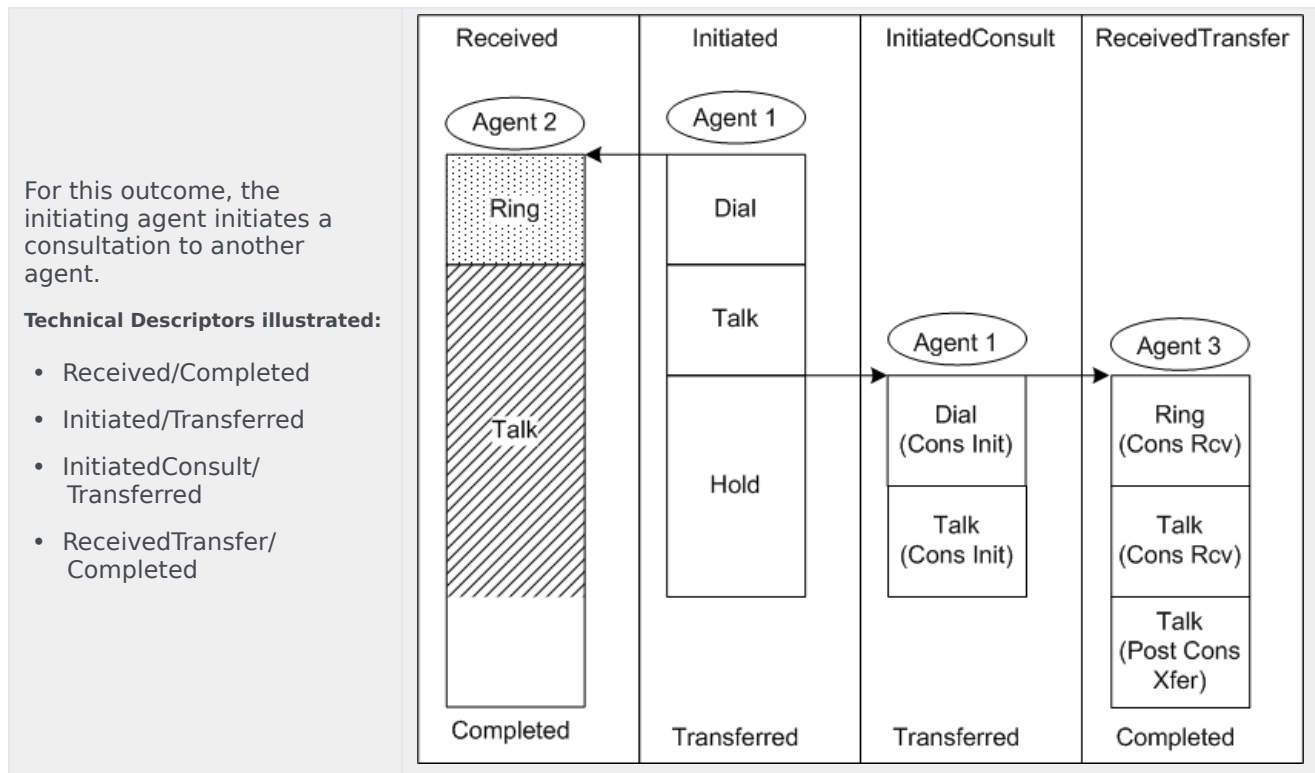 For this outcome, the
initiating agent initiates a
consultation to another
agent.
Technical Descriptors illustrated:
• Received/Completed
• Initiated/Transferred
• InitiatedConsult/
Transferred
• ReceivedTransfer/
Completed
Received
Initiated
InitiatedConsult
ReceivedTransfer
Agent 2
Agent 1
Ring
Dial
Talk
Agent 1
Agent 3
Talk
Hold
Dial
(Cons Init)
Ring
(Cons Rcv)
Talk
(Cons Init)
Talk
(Cons Rcv)
Talk
(Post Cons
Xfer)
Completed
Transferred
Transferred
Completed